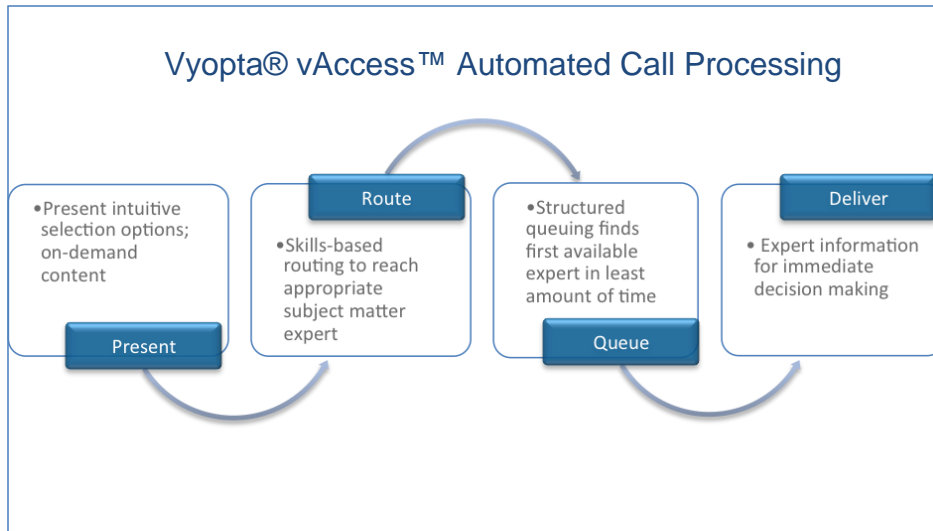 Vyopta® vAccess™ Automated Call Processing
•Present intuitive
selection options;
on-demand
content
Present
Route
•Skills-based
routing to reach
appropriate
subject matter
expert
•Structured
queuing finds
first available
expert in least
amount of time
Queue
Deliver
• Expert information
for immediate
decision making